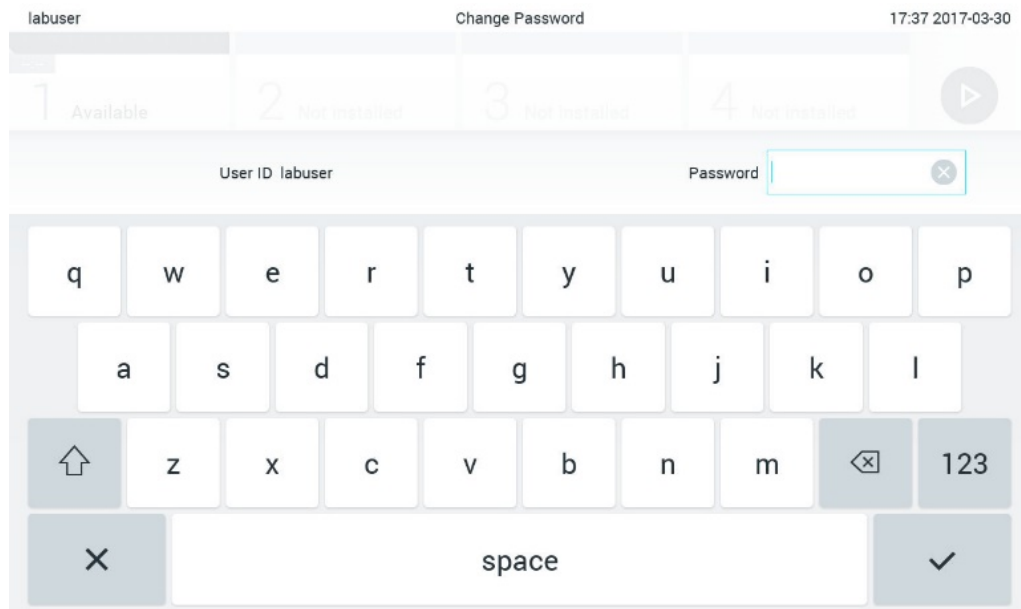 labuser Change Password 17:37 2017-03-30
1 Available 2 Not installed 3 Not installed 4 Not installed
User ID labuser Password
q w e r t y u i o p
a s d f g h j k l
z x c v b n m 123
space